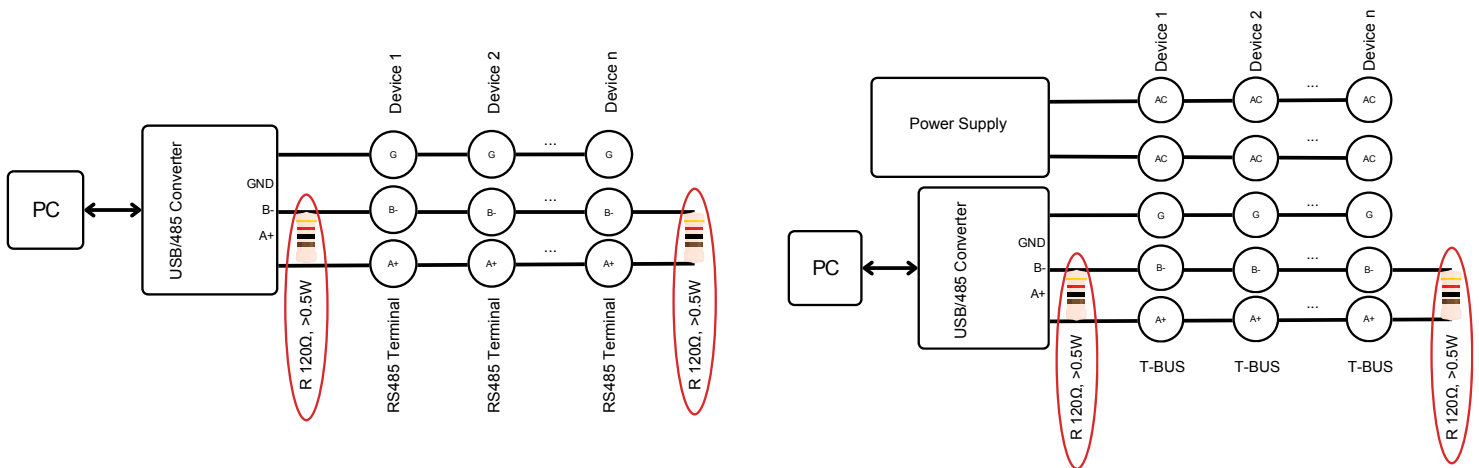 Device 1
Device 2
Device n
PC
USB/485 Converter
GND
B-
A+
G
G
...
G
B-
B-
...
B-
A+
A+
...
A+
R 120Ω, >0.5W
RS485 Terminal
RS485 Terminal
RS485 Terminal
R 120Ω, >0.5W
Device 1
Device 2
Device n
Power Supply
AC
AC
...
AC
AC
AC
...
AC
PC
USB/485 Converter
GND
B-
A+
G
G
...
G
B-
B-
...
B-
A+
A+
...
A+
R 120Ω, >0.5W
T-BUS
T-BUS
T-BUS
R 120Ω, >0.5W